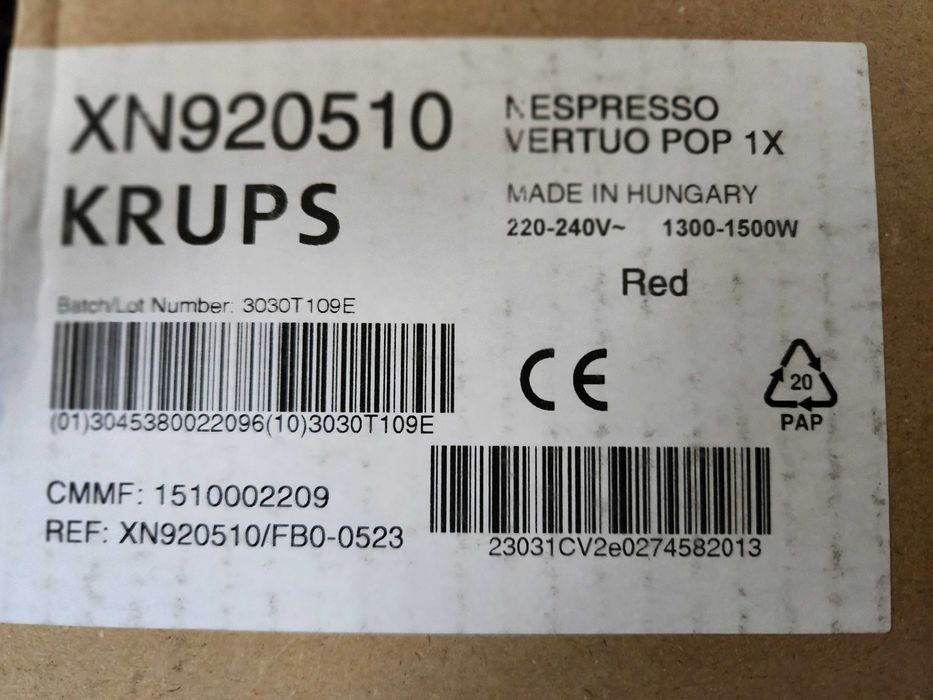 XN920510
KRUPS
NESPRESSO
VERTUO POP 1X
MADE IN HUNGARY
220-240V~ 1300-1500W
Red
Batch/Lot Number: 3030T109E
(01)3045380022096(10)3030T109E
CE
20
PAP
CMMF: 1510002209
REF: XN920510/FB0-0523
23031CV2e0274582013